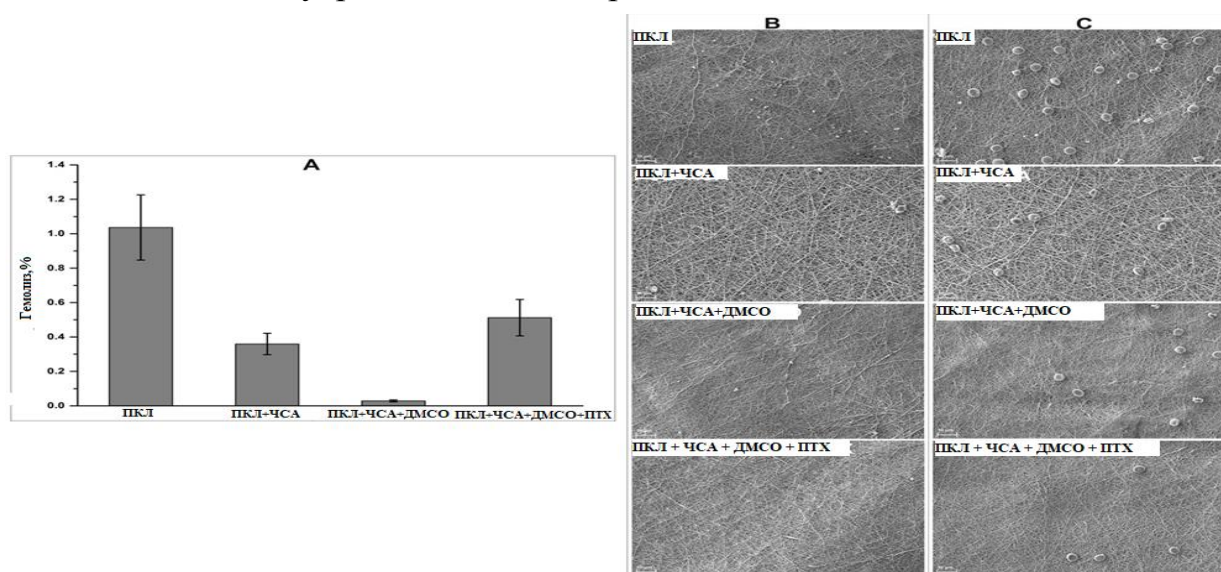 A
1.4
1.2
1.0
0.8
0.6
0.4
0.2
0.0
Гемолиз,%
ПКЛ
ПКЛ+ЧСА
ПКЛ+ЧСА+ДМСО
ПКЛ+ЧСА+ДМСО+ПТХ
B
ПКЛ
ПКЛ+ЧСА
ПКЛ+ЧСА+ДМСО
ПКЛ + ЧСА + ДМСО + ПТХ
C
ПКЛ
ПКЛ+ЧСА
ПКЛ+ЧСА+ДМСО
ПКЛ + ЧСА + ДМСО + ПТХ